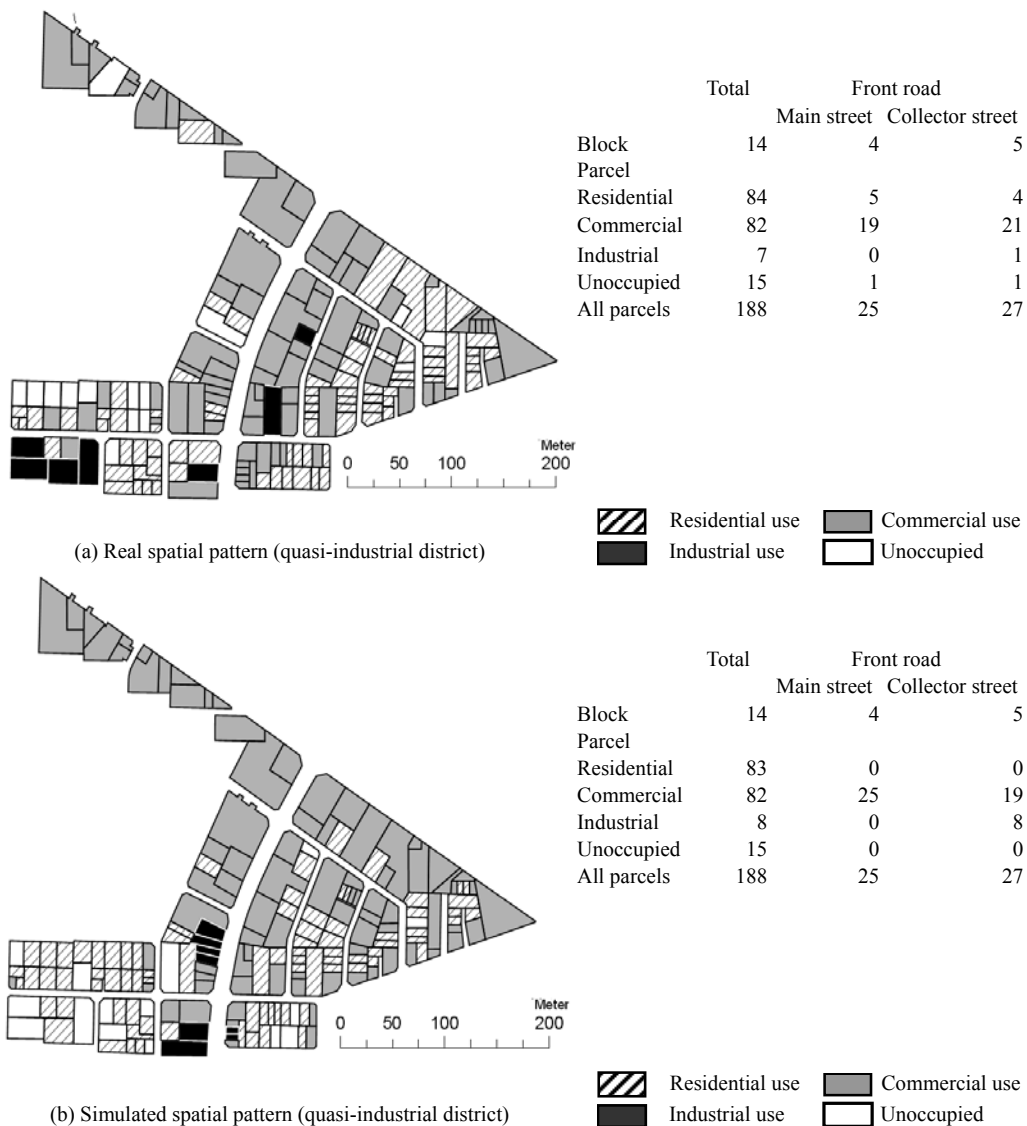 Total Front road
Main street Collector street
Block 14 4 5
Parcel
Residential 84 5 4
Commercial 82 19 21
Industrial 7 0 1
Unoccupied 15 1 1
All parcels 188 25 27
Meter
0 50 100 200
Residential use Commercial use
Industrial use Unoccupied
(a) Real spatial pattern (quasi-industrial district)
Total Front road
Main street Collector street
Block 14 4 5
Parcel
Residential 83 0 0
Commercial 82 25 19
Industrial 8 0 8
Unoccupied 15 0 0
All parcels 188 25 27
Meter
0 50 100 200
Residential use Commercial use
Industrial use Unoccupied
(b) Simulated spatial pattern (quasi-industrial district)